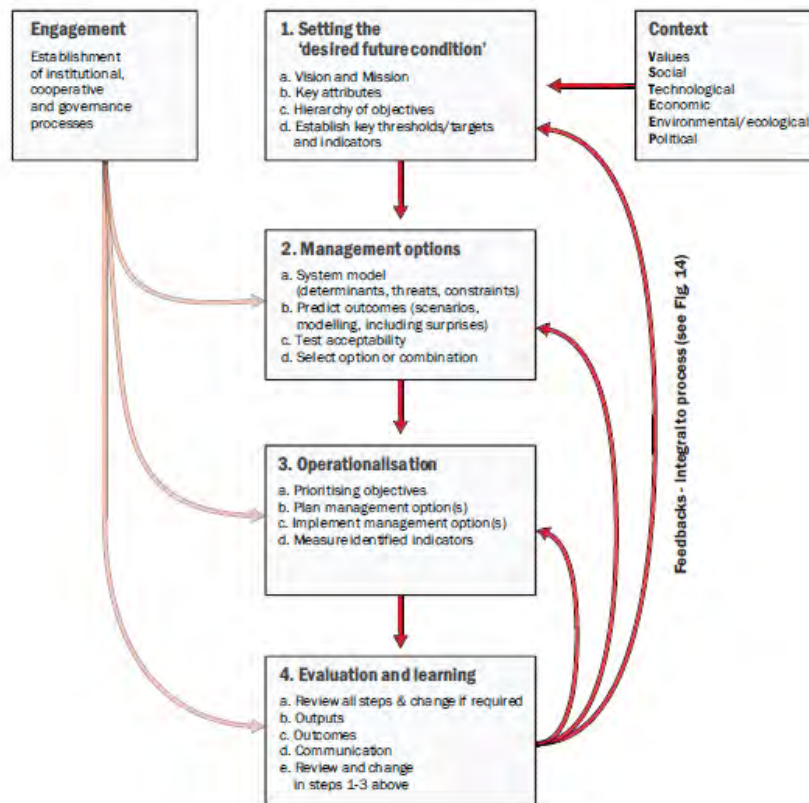 Engagement
Establishment
of institutional,
cooperative
and governance
processes
1. Setting the
'desired future condition'
a. Vision and Mission
b. Key attributes
c. Hierarchy of objectives
d. Establish key thresholds/targets
and indicators
Context
Values
Social
Technological
Economic
Environmental/ecological
Political
2. Management options
a. System model
(determinants, threats, constraints)
b. Predict outcomes (scenarios,
modelling, including surprises)
c. Test acceptability
d. Select option or combination
3. Operationalisation
a. Prioritising objectives
b. Plan management option(s)
c. Implement management option(s)
d. Measure identified indicators
4. Evaluation and learning
a. Review all steps & change if required
b. Outputs
c. Outcomes
d. Communication
e. Review and change
in steps 1-3 above
Feedbacks - Integral to process (see Fig. 14)